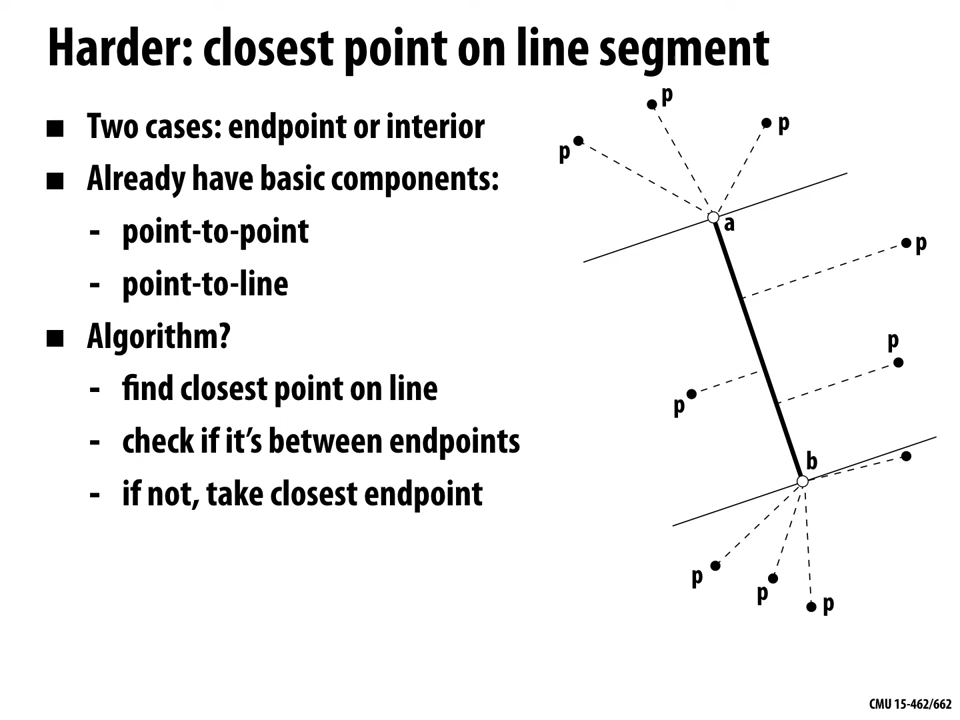 Harder: closest point on line segment
■ Two cases: endpoint or interior
■ Already have basic components:
- point-to-point
- point-to-line
■ Algorithm?
- find closest point on line
- check if it’s between endpoints
- if not, take closest endpoint
p
p
p
a
p
p
p
b
p
p
p
CMU 15-462/662